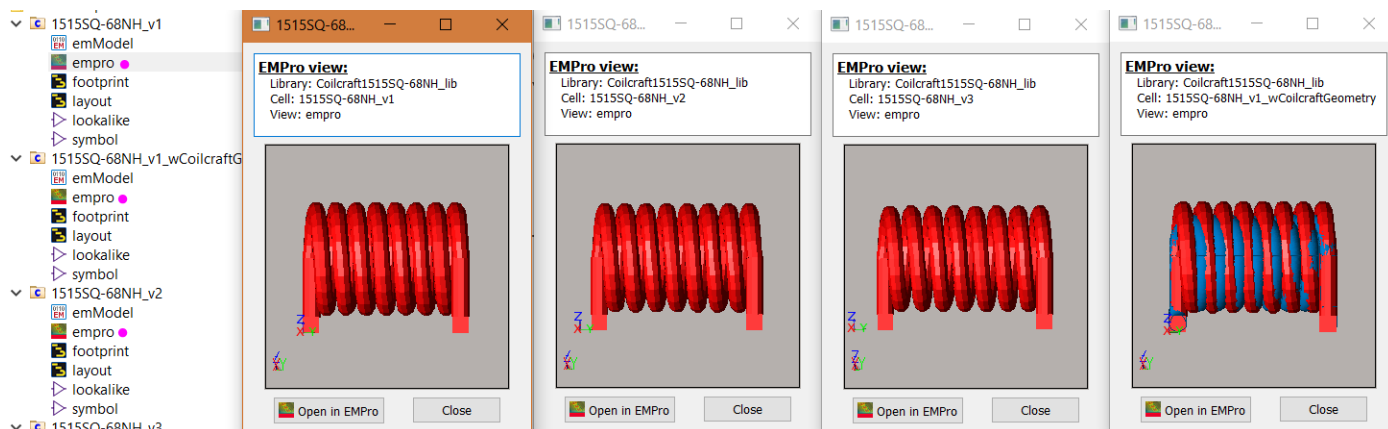 1515SQ-68NH_v1
emModel
empro
footprint
layout
lookalike
symbol
1515SQ-68NH_v1_wCoilcraftG
emModel
empro
footprint
layout
lookalike
symbol
1515SQ-68NH_v2
emModel
empro
footprint
layout
lookalike
symbol
1515SQ-68NH_v3
1515SQ-68...
EMPro view:
Library: Coilcraft1515SQ-68NH_lib
Cell: 1515SQ-68NH_v1
View: empro
Z
X Y
Z
X Y
Open in EMPro
Close
1515SQ-68...
EMPro view:
Library: Coilcraft1515SQ-68NH_lib
Cell: 1515SQ-68NH_v2
View: empro
Z
X Y
Z
X Y
Open in EMPro
Close
1515SQ-68...
EMPro view:
Library: Coilcraft1515SQ-68NH_lib
Cell: 1515SQ-68NH_v3
View: empro
Z
X Y
Z
X Y
Open in EMPro
Close
1515SQ-68...
EMPro view:
Library: Coilcraft1515SQ-68NH_lib
Cell: 1515SQ-68NH_v1_wCoilcraftGeometry
View: empro
Z
X Y
Z
X Y
Open in EMPro
Close